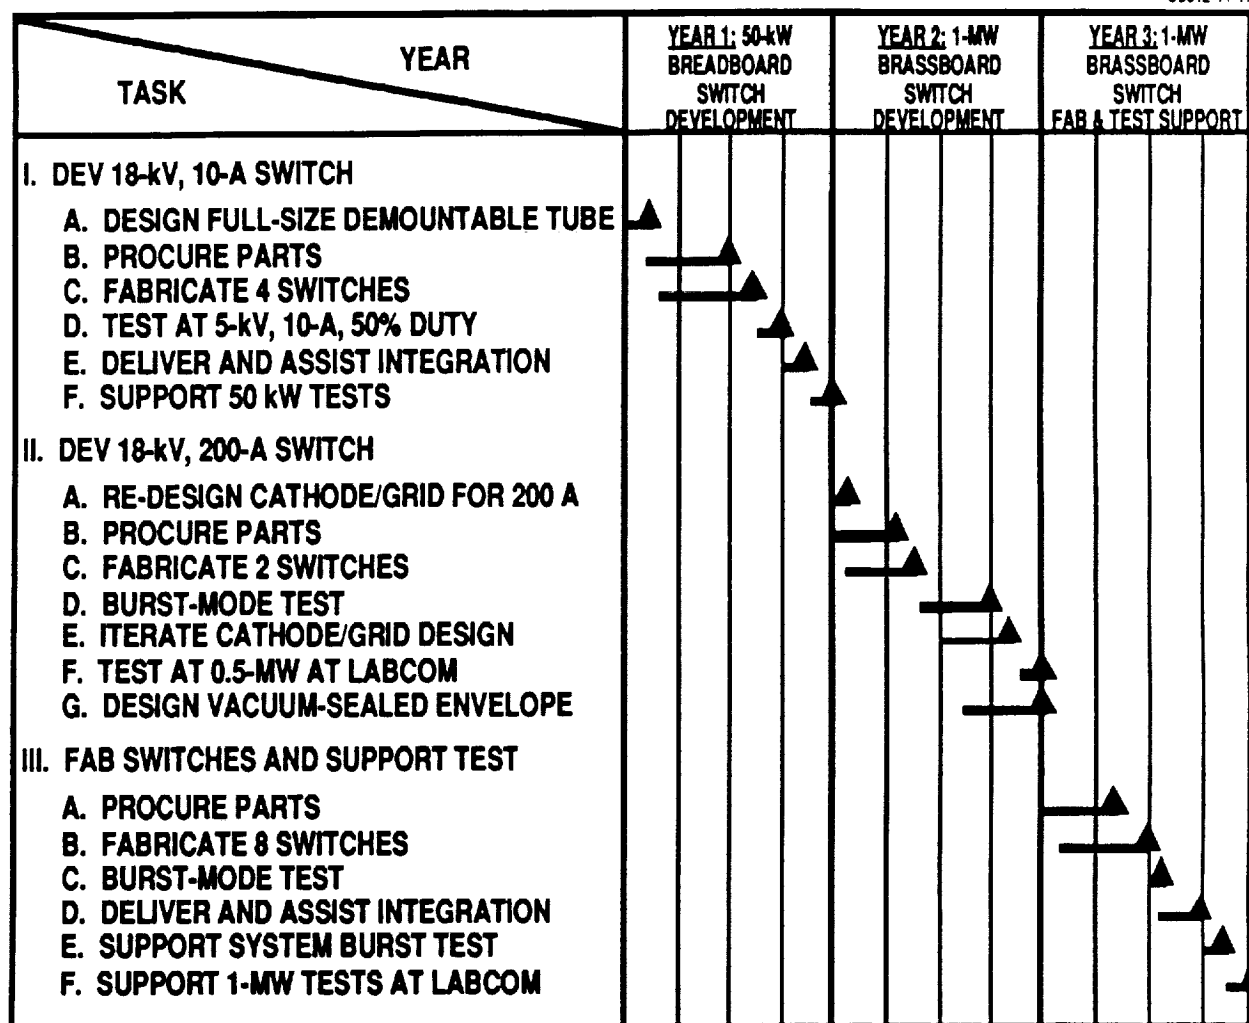 YEAR
TASK
YEAR 1: 50-kW
BREADBOARD
SWITCH
DEVELOPMENT
YEAR 2: 1-MW
BRASSBOARD
SWITCH
DEVELOPMENT
YEAR 3: 1-MW
BRASSBOARD
SWITCH
FAB & TEST SUPPORT
I. DEV 18-kV, 10-A SWITCH
A. DESIGN FULL-SIZE DEMOUNTABLE TUBE
B. PROCURE PARTS
C. FABRICATE 4 SWITCHES
D. TEST AT 5-kV, 10-A, 50% DUTY
E. DELIVER AND ASSIST INTEGRATION
F. SUPPORT 50 kW TESTS
II. DEV 18-kV, 200-A SWITCH
A. RE-DESIGN CATHODE/GRID FOR 200 A
B. PROCURE PARTS
C. FABRICATE 2 SWITCHES
D. BURST-MODE TEST
E. ITERATE CATHODE/GRID DESIGN
F. TEST AT 0.5-MW AT LABCOM
G. DESIGN VACUUM-SEALED ENVELOPE
III. FAB SWITCHES AND SUPPORT TEST
A. PROCURE PARTS
B. FABRICATE 8 SWITCHES
C. BURST-MODE TEST
D. DELIVER AND ASSIST INTEGRATION
E. SUPPORT SYSTEM BURST TEST
F. SUPPORT 1-MW TESTS AT LABCOM